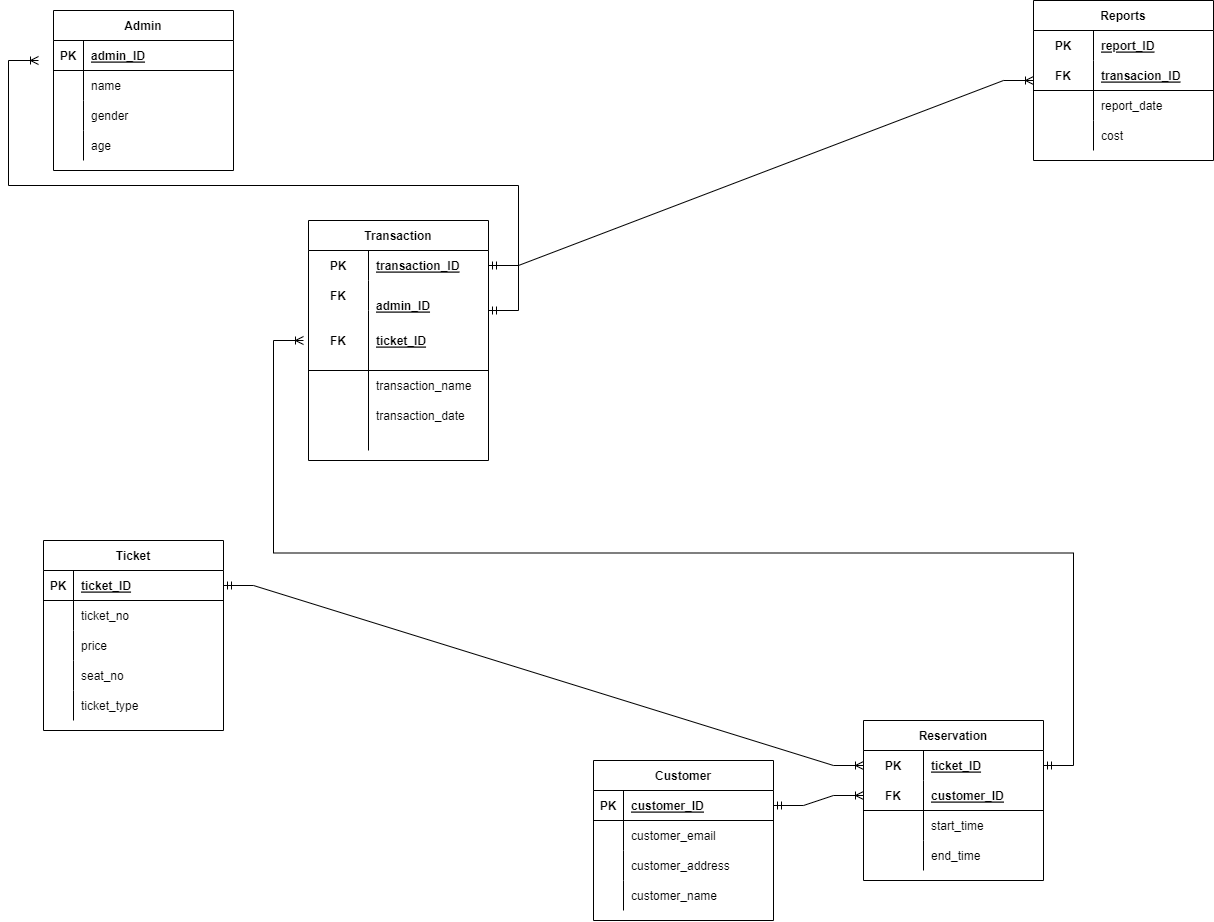 Admin
PK admin_ID
name
gender
age
Reports
PK report_ID
FK transacion_ID
report_date
cost
Transaction
PK transaction_ID
FK admin_ID
FK ticket_ID
transaction_name
transaction_date
Ticket
PK ticket_ID
ticket_no
price
seat_no
ticket_type
Customer
PK customer_ID
customer_email
customer_address
customer_name
Reservation
PK ticket_ID
FK customer_ID
start_time
end_time